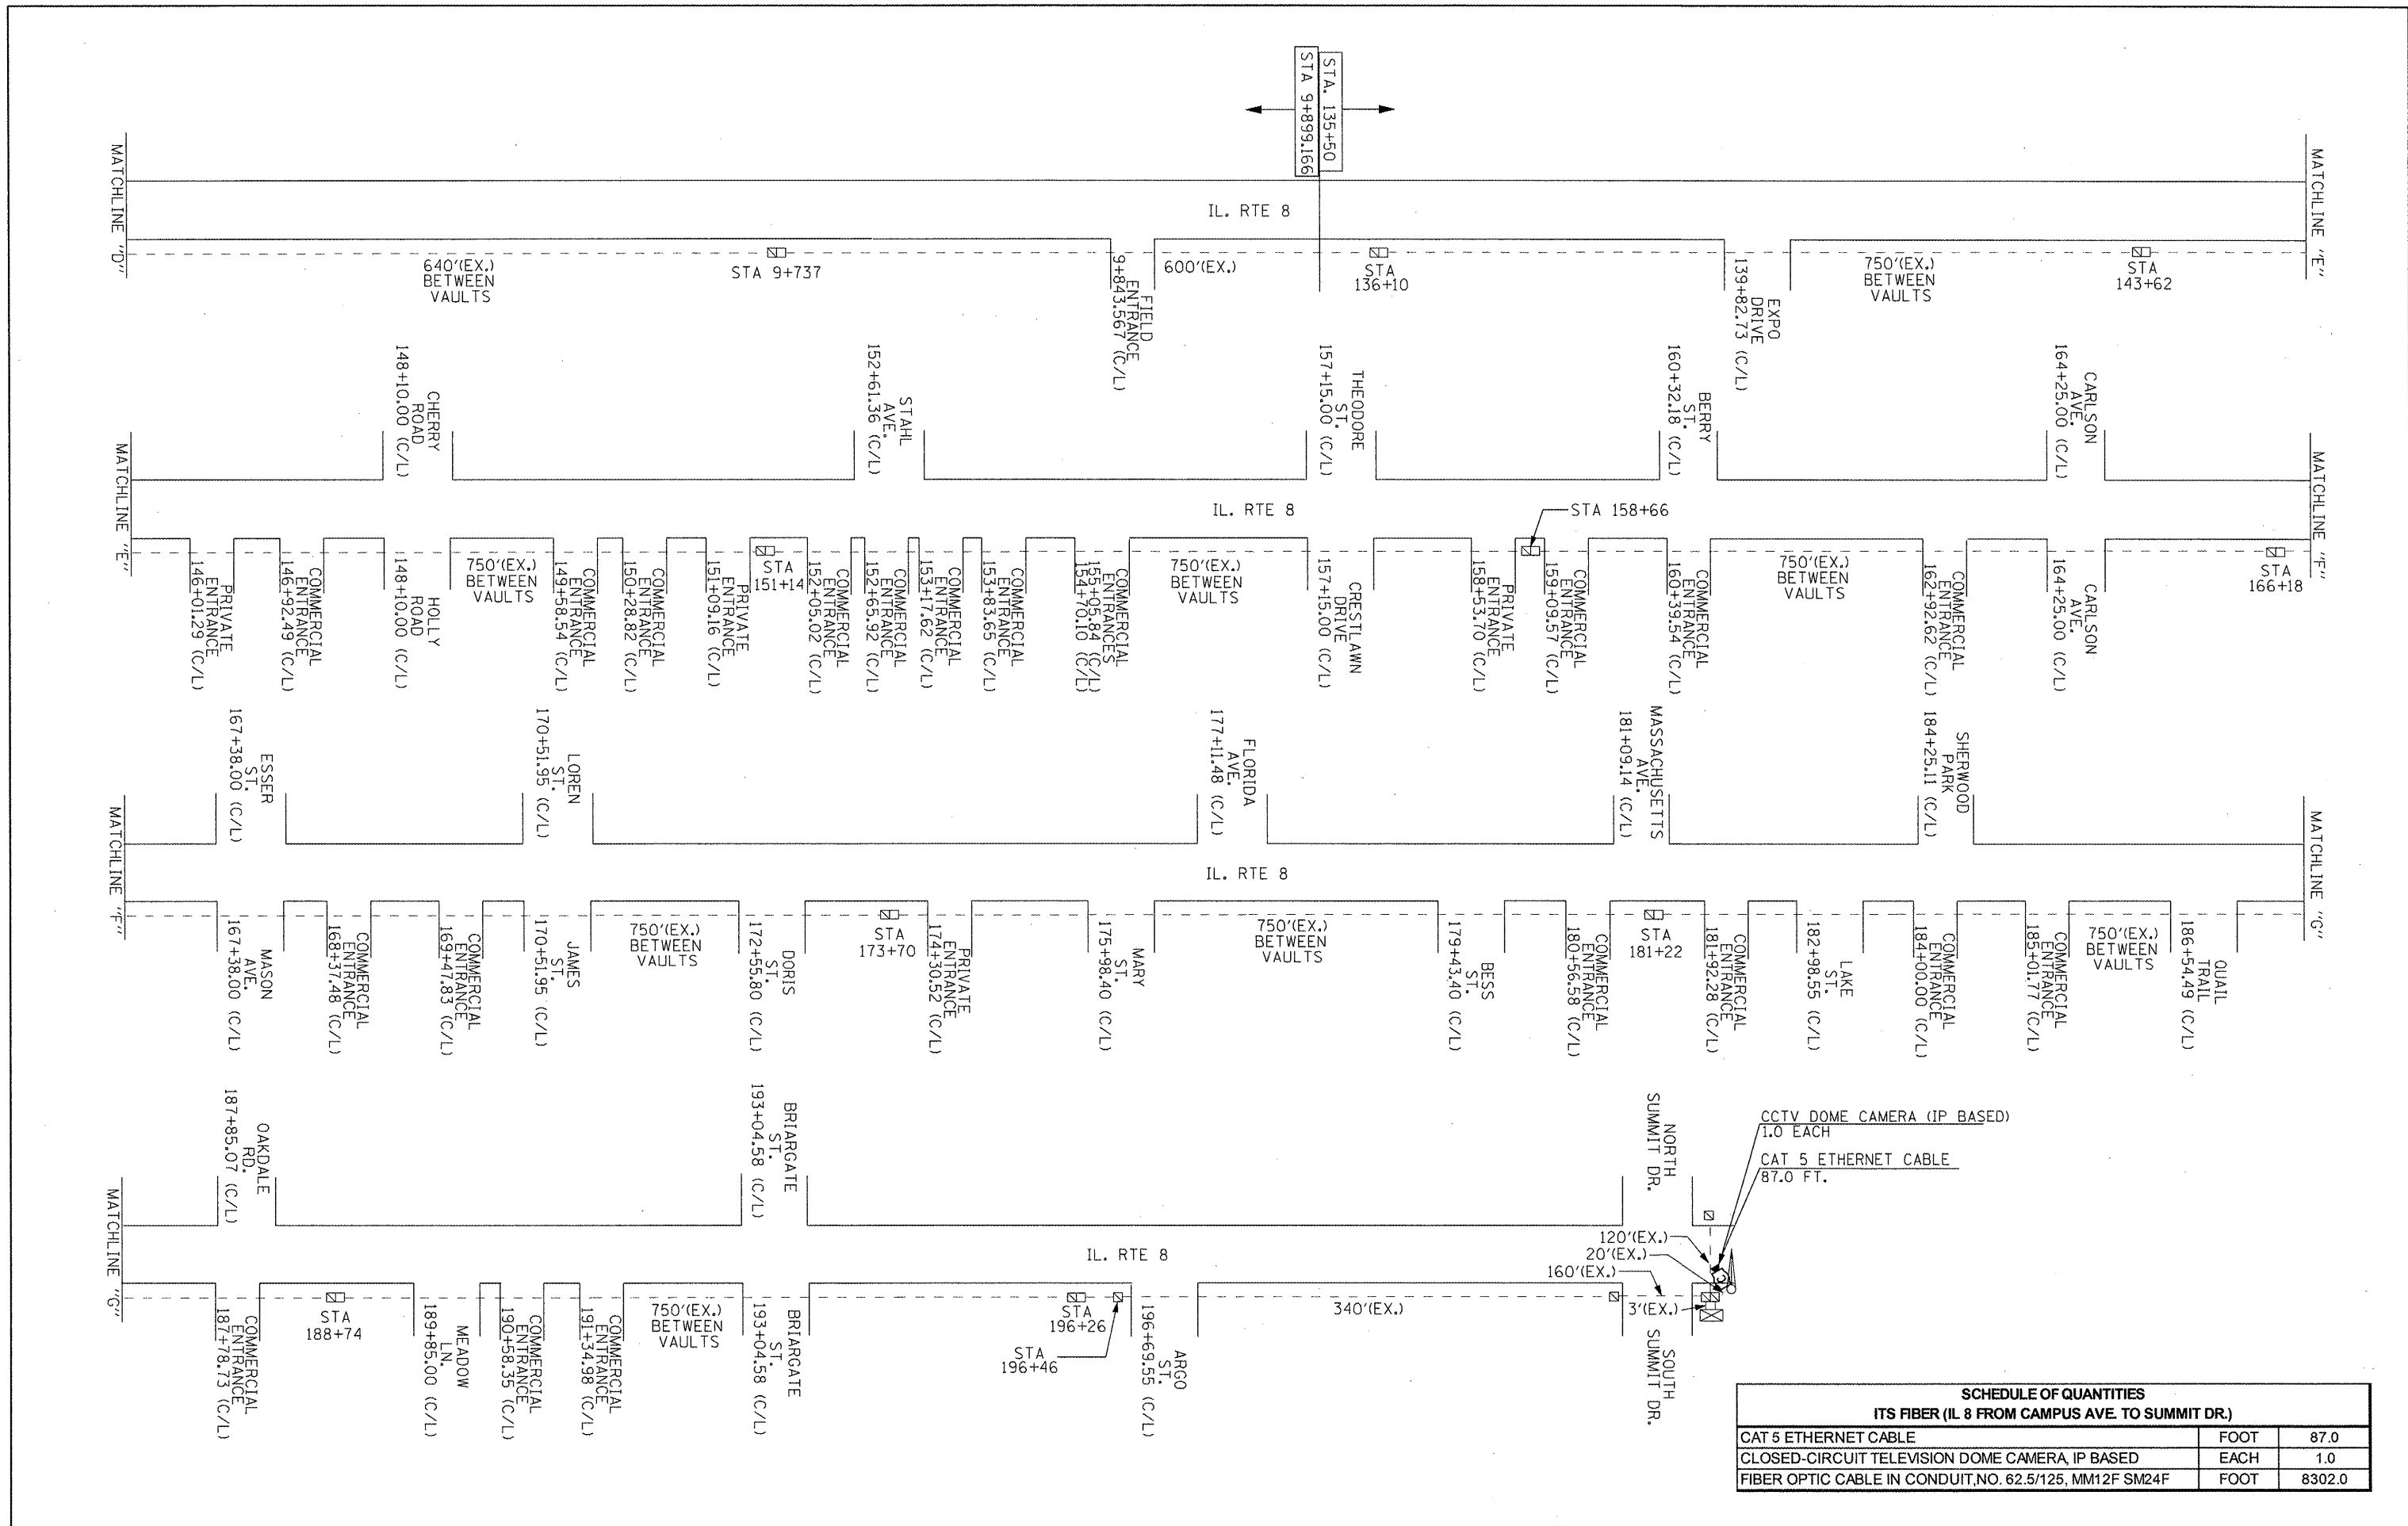 STA 9+899.166
STA. 135+50
MATCHLINE "D"
IL. RTE 8
MATCHLINE "E"
640'(EX.)
BETWEEN
VAULTS
STA 9+737
FIELD
ENTRANCE
9+843.567 (C/L)
600'(EX.)
STA
136+10
EXPO
DRIVE
139+82.73 (C/L)
750'(EX.)
BETWEEN
VAULTS
STA
143+62
CHERRY
ROAD
148+10.00 (C/L)
STAHL
AVE.
152+61.36 (C/L)
THEODORE
ST.
157+15.00 (C/L)
BERRY
ST.
160+32.18 (C/L)
CARLSON
AVE.
164+25.00 (C/L)
MATCHLINE "E"
IL. RTE 8
STA 158+66
MATCHLINE "F"
PRIVATE
ENTRANCE
146+01.29 (C/L)
COMMERCIAL
ENTRANCE
146+92.49 (C/L)
HOLLY
ROAD
148+10.00 (C/L)
750'(EX.)
BETWEEN
VAULTS
COMMERCIAL
ENTRANCE
149+58.54 (C/L)
COMMERCIAL
ENTRANCE
150+28.82 (C/L)
PRIVATE
ENTRANCE
151+09.16 (C/L)
STA
151+14
COMMERCIAL
ENTRANCE
152+05.02 (C/L)
COMMERCIAL
ENTRANCE
152+65.92 (C/L)
COMMERCIAL
ENTRANCE
153+17.62 (C/L)
COMMERCIAL
ENTRANCE
153+83.65 (C/L)
COMMERCIAL
ENTRANCES
155+05.84 (C/L)
154+70.10 (C/L)
750'(EX.)
BETWEEN
VAULTS
CRESTLAWN
DRIVE
157+15.00 (C/L)
PRIVATE
ENTRANCE
158+53.70 (C/L)
COMMERCIAL
ENTRANCE
159+09.57 (C/L)
COMMERCIAL
ENTRANCE
160+39.54 (C/L)
750'(EX.)
BETWEEN
VAULTS
COMMERCIAL
ENTRANCE
162+92.62 (C/L)
CARLSON
AVE.
164+25.00 (C/L)
STA
166+18
ESSER
ST.
167+38.00 (C/L)
LOREN
ST.
170+51.95 (C/L)
FLORIDA
AVE.
177+11.48 (C/L)
MASSACHUSETTS
AVE.
181+09.14 (C/L)
SHERWOOD
PARK
184+25.11 (C/L)
MATCHLINE "F"
IL. RTE 8
MATCHLINE "G"
MASON
AVE.
167+38.00 (C/L)
COMMERCIAL
ENTRANCE
168+37.48 (C/L)
COMMERCIAL
ENTRANCE
169+47.83 (C/L)
JAMES
ST.
170+51.95 (C/L)
750'(EX.)
BETWEEN
VAULTS
DORIS
ST.
172+55.80 (C/L)
STA
173+70
PRIVATE
ENTRANCE
174+30.52 (C/L)
MARY
ST.
175+98.40 (C/L)
750'(EX.)
BETWEEN
VAULTS
BESS
ST.
179+43.40 (C/L)
COMMERCIAL
ENTRANCE
180+56.58 (C/L)
STA
181+22
COMMERCIAL
ENTRANCE
181+92.28 (C/L)
LAKE
ST.
182+98.55 (C/L)
COMMERCIAL
ENTRANCE
184+00.00 (C/L)
COMMERCIAL
ENTRANCE
185+01.77 (C/L)
750'(EX.)
BETWEEN
VAULTS
QUAIL
TRAIL
186+54.49 (C/L)
OAKDALE
RD.
187+85.07 (C/L)
BRIARGATE
ST.
193+04.58 (C/L)
NORTH
SUMMIT DR.
CCTV DOME CAMERA (IP BASED)
1.0 EACH
CAT 5 ETHERNET CABLE
87.0 FT.
MATCHLINE "G"
IL. RTE 8
120'(EX.)
20'(EX.)
160'(EX.)
3'(EX.)
C
COMMERCIAL
ENTRANCE
187+78.73 (C/L)
STA
188+74
MEADOW
LN.
189+85.00 (C/L)
COMMERCIAL
ENTRANCE
190+58.35 (C/L)
COMMERCIAL
ENTRANCE
191+34.98 (C/L)
750'(EX.)
BETWEEN
VAULTS
BRIARGATE
ST.
193+04.58 (C/L)
STA
196+26
STA
196+46
ARGO
ST.
196+69.55 (C/L)
340'(EX.)
SOUTH
SUMMIT DR.
SCHEDULE OF QUANTITIES
ITS FIBER (IL 8 FROM CAMPUS AVE. TO SUMMIT DR.)
CAT 5 ETHERNET CABLE FOOT 87.0
CLOSED-CIRCUIT TELEVISION DOME CAMERA, IP BASED EACH 1.0
FIBER OPTIC CABLE IN CONDUIT,NO. 62.5/125, MM12F SM24F FOOT 8302.0